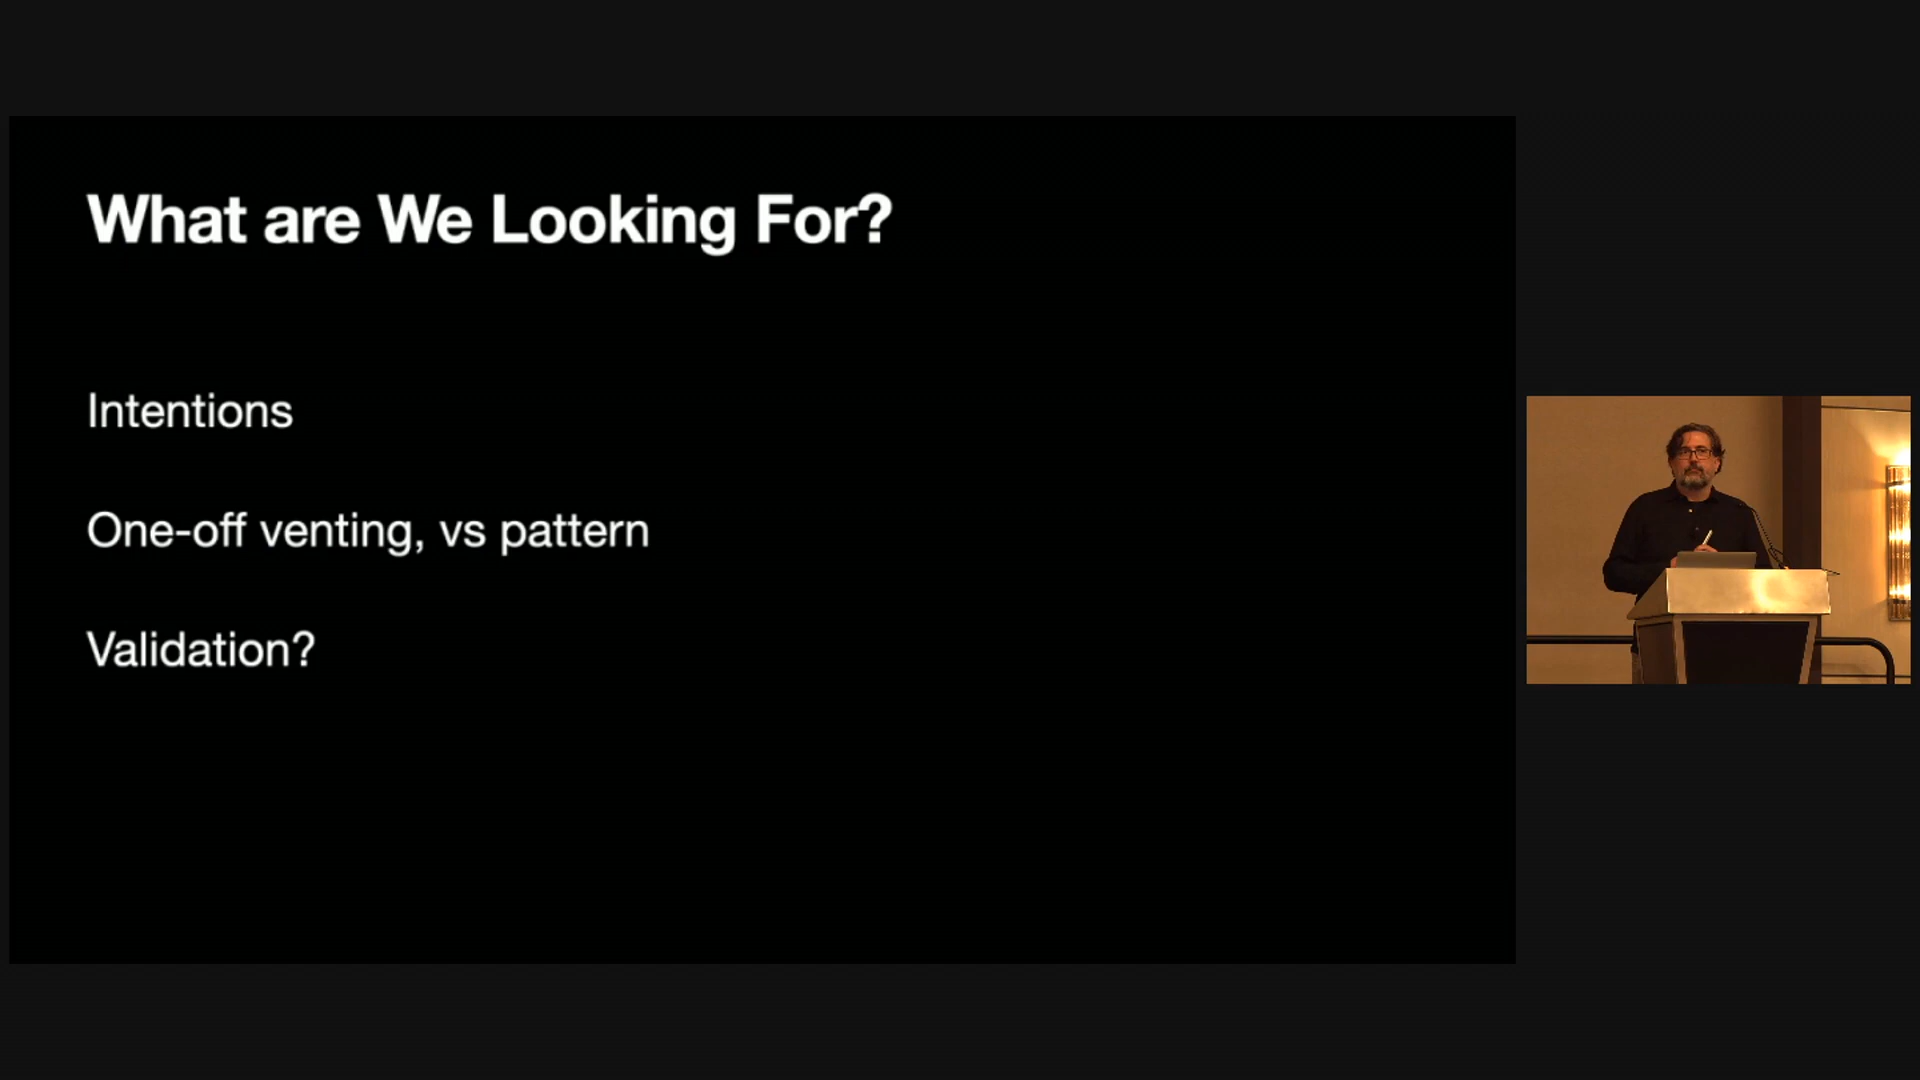 What are We Looking For?
Intentions
One-off venting, vs pattern
Validation?